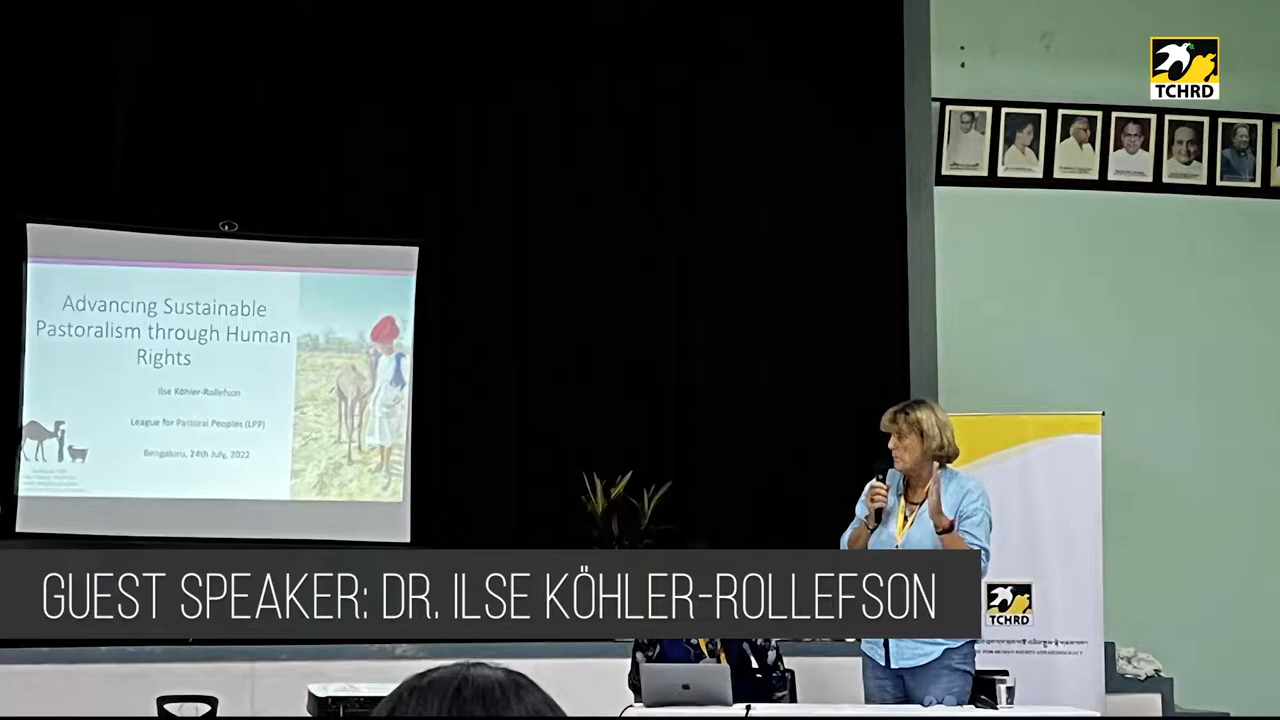 TCHRD
Advancing Sustainable
Pastoralism through Human
Rights
Ilse Köhler-Rollefson
League for Pastoral Peoples (LPP)
Bengaluru, 24th July, 2022
GUEST SPEAKER: DR. ILSE KÖHLER-ROLLEFSON
TCHRD